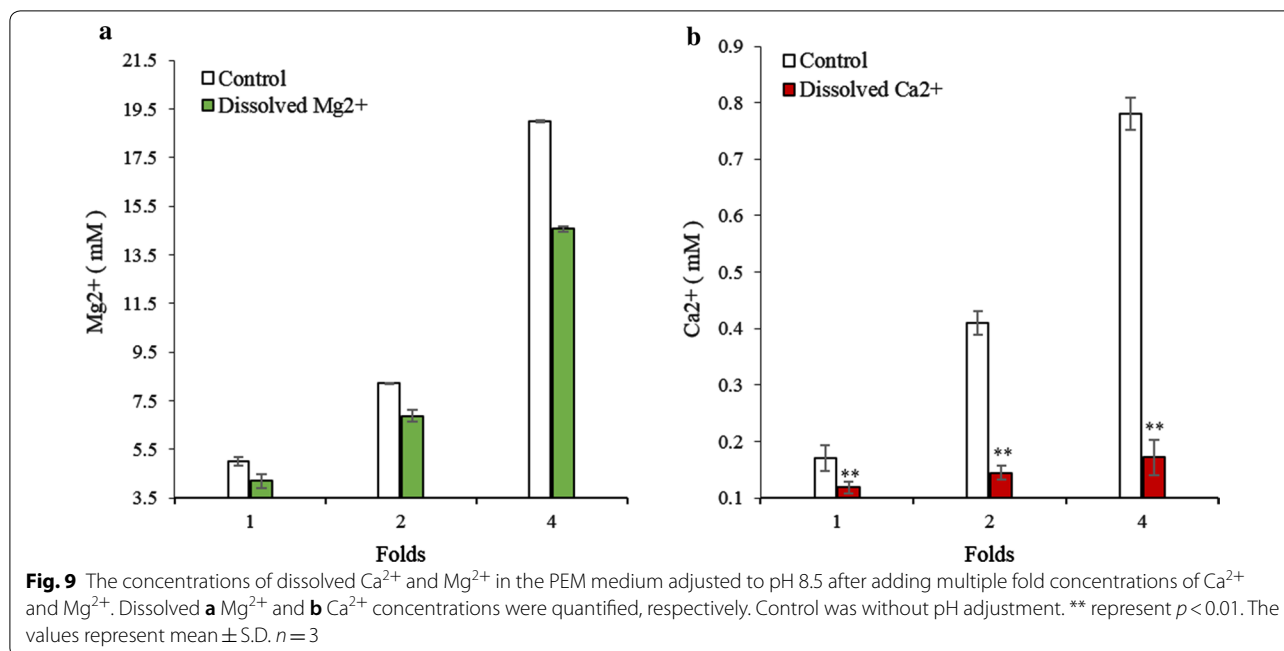 a
21.5
19.5
17.5
15.5
13.5
11.5
9.5
7.5
5.5
3.5
Mg2+ ( mM )
Control
Dissolved Mg2+
1 2 4
Folds
b
0.9
0.8
0.7
0.6
0.5
0.4
0.3
0.2
0.1
Ca2+ ( mM )
Control
Dissolved Ca2+
**
**
**
1 2 4
Folds
Fig. 9 The concentrations of dissolved Ca²⁺ and Mg²⁺ in the PEM medium adjusted to pH 8.5 after adding multiple fold concentrations of Ca²⁺
and Mg²⁺. Dissolved a Mg²⁺ and b Ca²⁺ concentrations were quantified, respectively. Control was without pH adjustment. ** represent p < 0.01. The
values represent mean ± S.D. n = 3